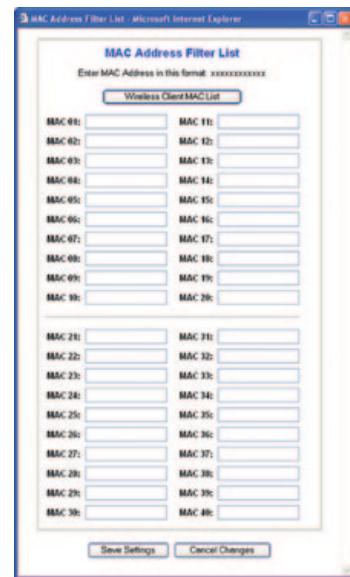 MAC Address Filter List - Microsoft Internet Explorer
MAC Address Filter List
Enter MAC Address in this format: xxxxxxxxxxxx
Wireless Client MAC List
MAC 01: MAC 11:
MAC 02: MAC 12:
MAC 03: MAC 13:
MAC 04: MAC 14:
MAC 05: MAC 15:
MAC 06: MAC 16:
MAC 07: MAC 17:
MAC 08: MAC 18:
MAC 09: MAC 19:
MAC 10: MAC 20:
MAC 21: MAC 31:
MAC 22: MAC 32:
MAC 23: MAC 33:
MAC 24: MAC 34:
MAC 25: MAC 35:
MAC 26: MAC 36:
MAC 27: MAC 37:
MAC 28: MAC 38:
MAC 29: MAC 39:
MAC 30: MAC 40:
Save Settings Cancel Changes